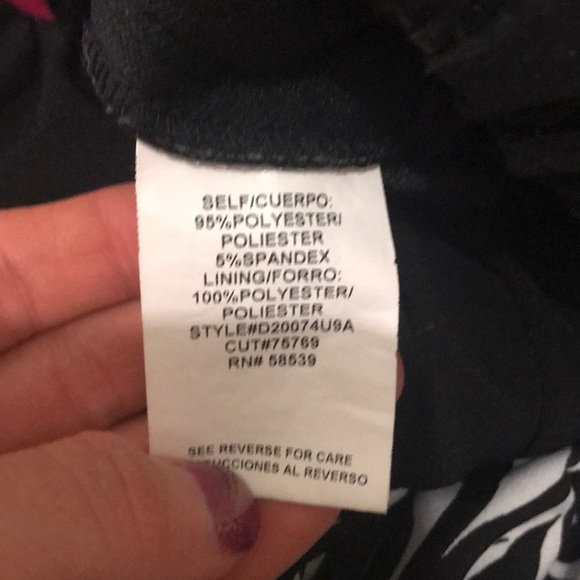 SELF/CUERPO:
95%POLYESTER/
POLIESTER
5%SPANDEX
LINING/FORRO:
100%POLYESTER/
POLIESTER
STYLE#D20074U9A
CUT#75769
RN# 58539
SEE REVERSE FOR CARE
AL REVERSO